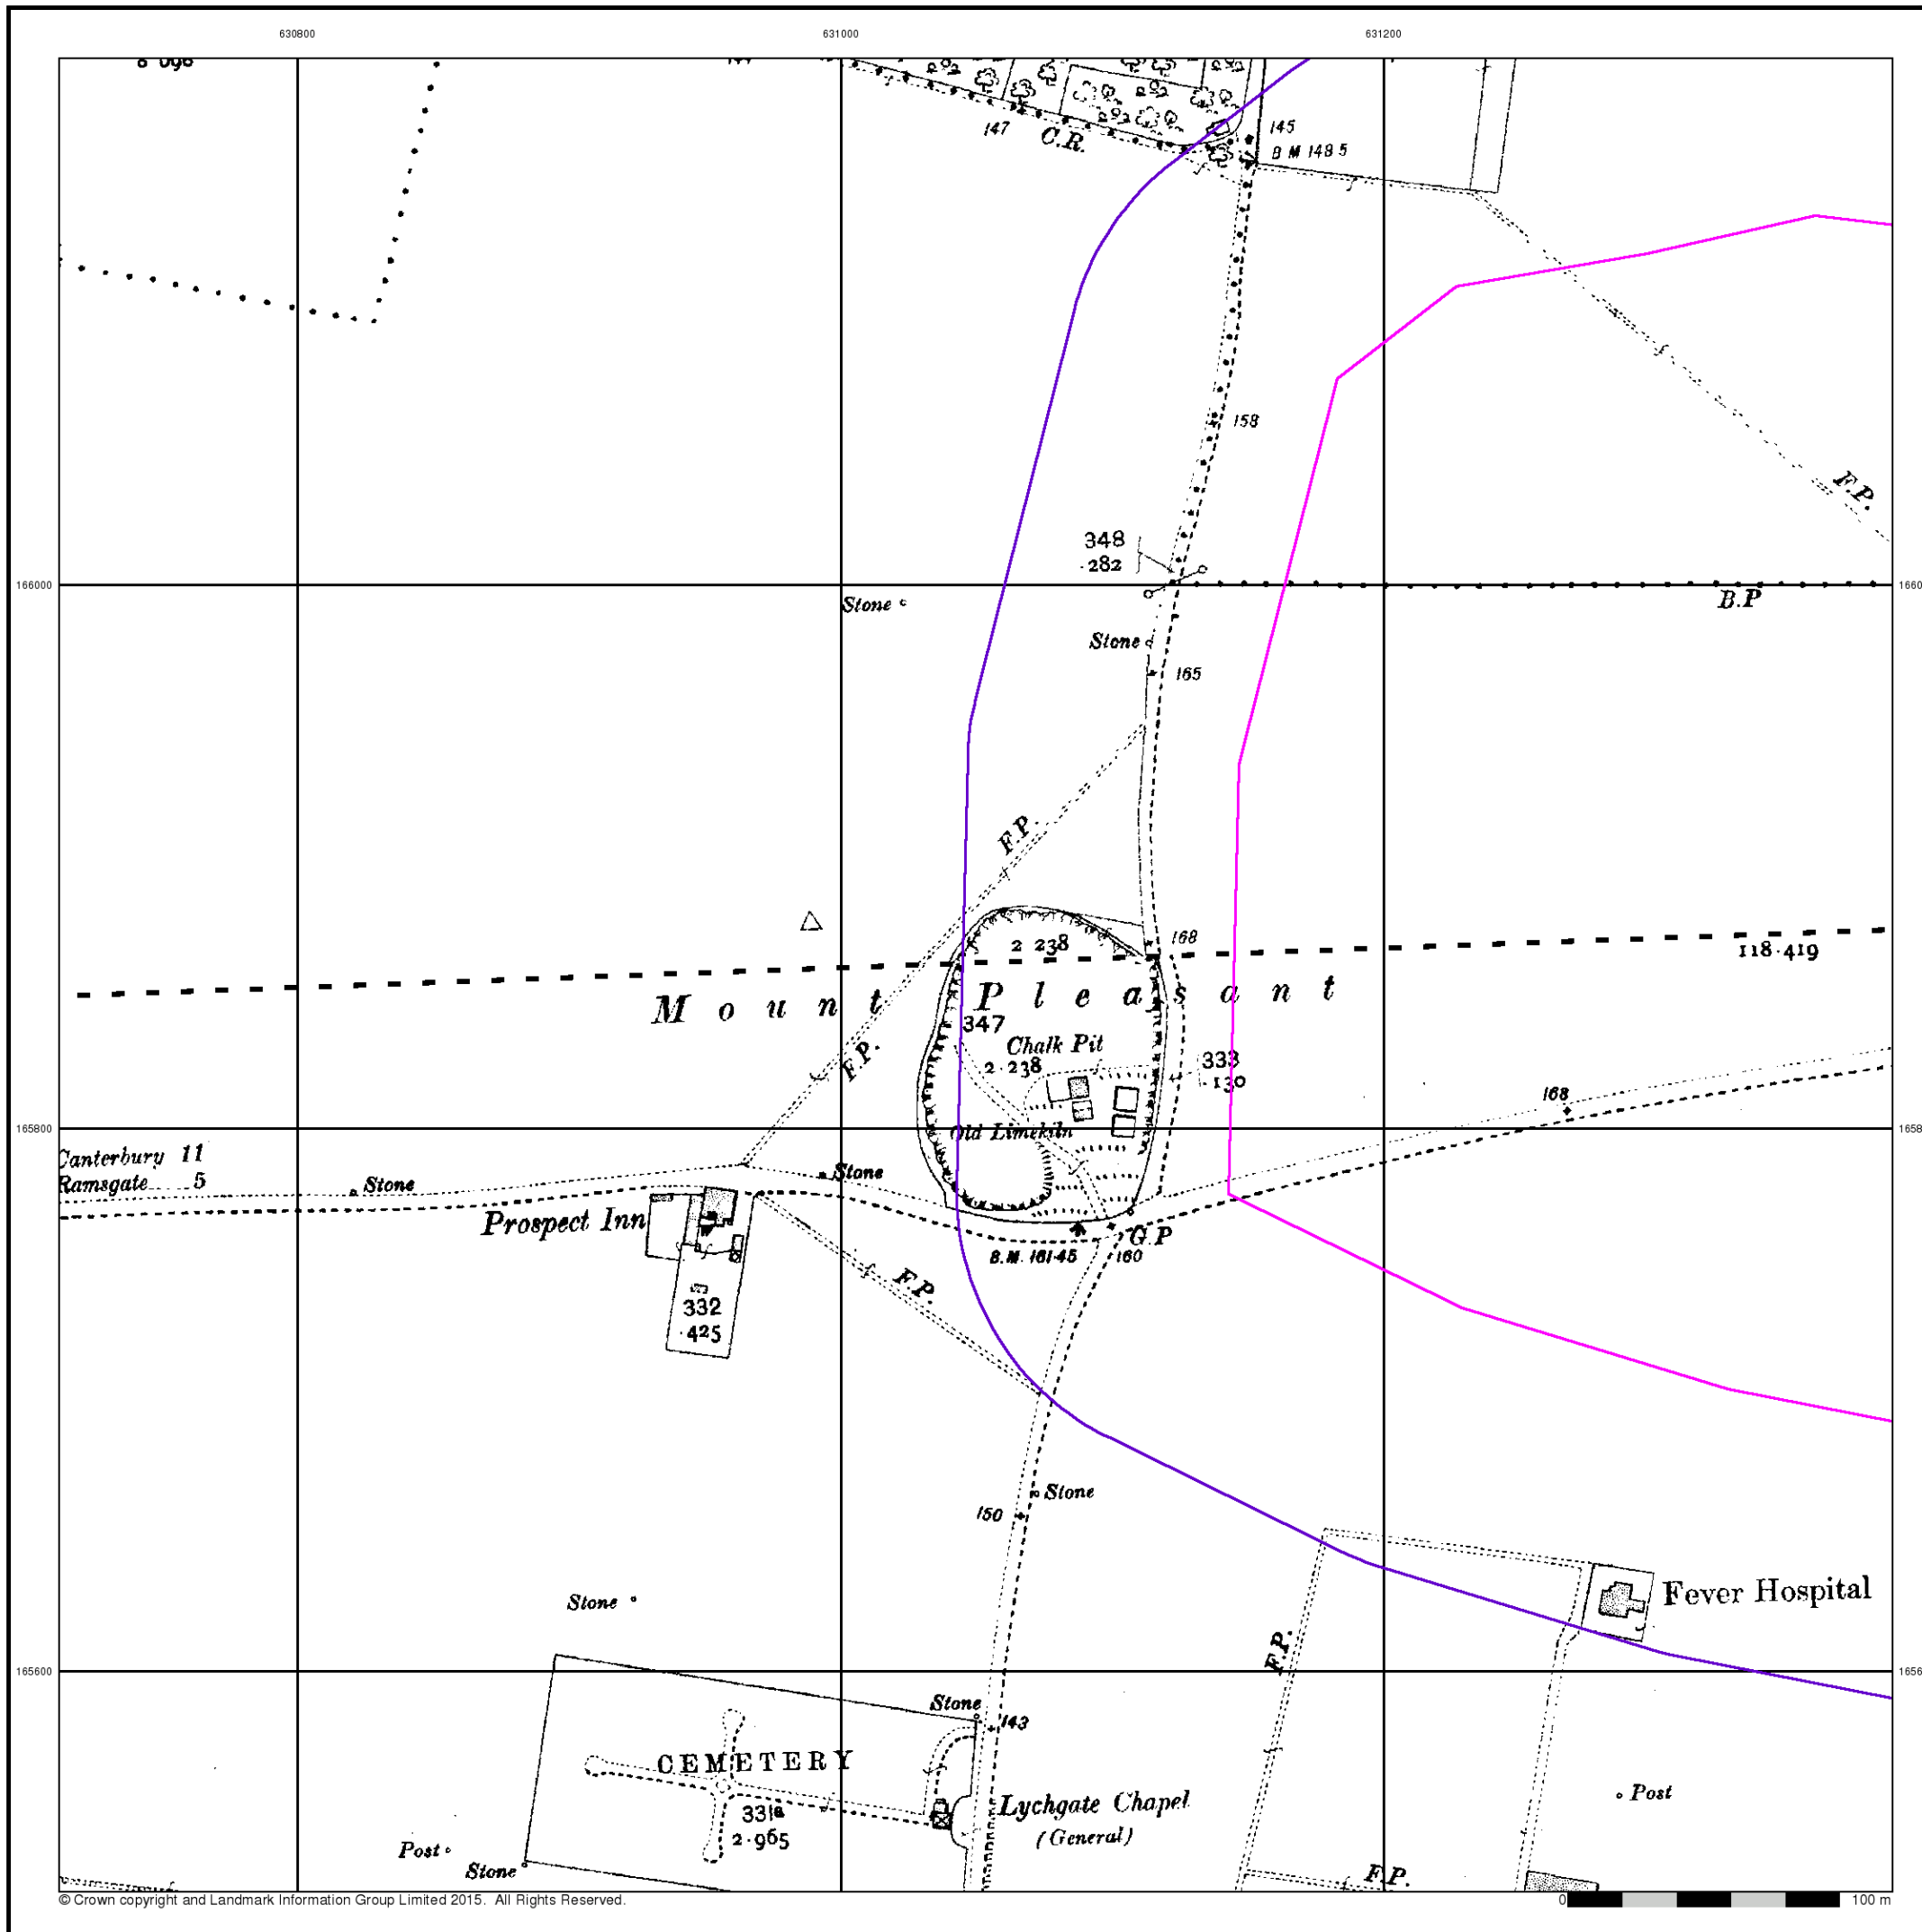 630800
631000
631200
147
C.R.
145
B M 148 5
158
F.P.
348
·282
166000
Stone
B.P
Stone
165
F.P.
2 238
168
118·419
Mount Pleasant
347
Chalk Pit
2·238
F.P.
333
·130
168
165800
Old Limekiln
Canterbury 11
Ramsgate 5
Stone
Stone
Prospect Inn
G.P
B.M. 161·45
160
F.P.
332
·425
Stone
150
Fever Hospital
Stone
F.P.
165600
Stone
143
CEMETERY
331a
2·965
Lychgate Chapel
(General)
Post
Post
Stone
F.P.
© Crown copyright and Landmark Information Group Limited 2015. All Rights Reserved.
0
100 m